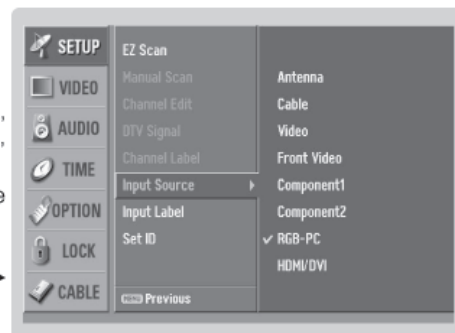 SETUP
VIDEO
AUDIO
TIME
OPTION
LOCK
CABLE
EZ Scan
Manual Scan
Channel Edit
DTV Signal
Channel Label
Input Source
Input Label
Set ID
MENU Previous
Antenna
Cable
Video
Front Video
Component1
Component2
✓ RGB-PC
HDMI/DVI
,
,
e